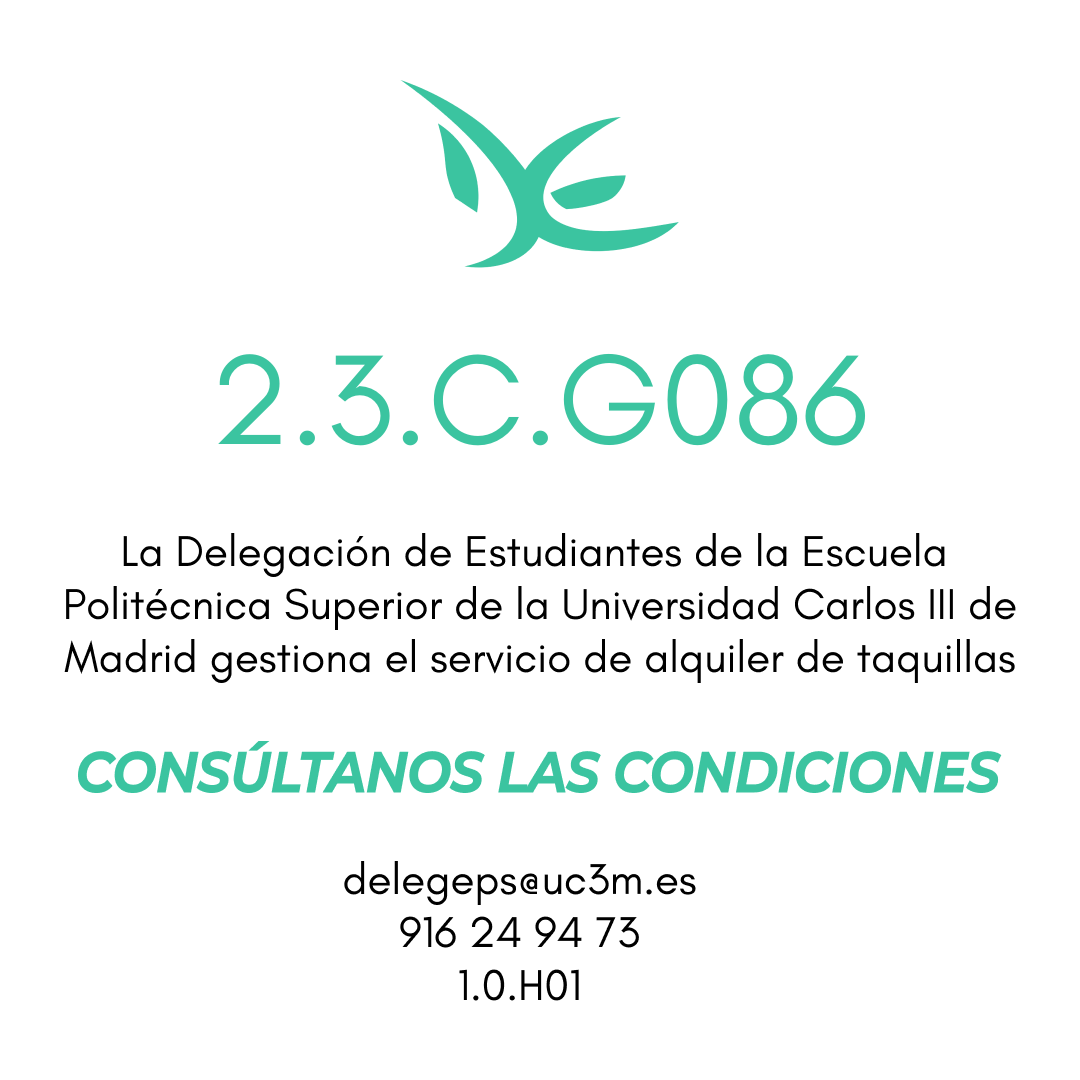 2.3.C.G086
La Delegación de Estudiantes de la Escuela
Politécnica Superior de la Universidad Carlos III de
Madrid gestiona el servicio de alquiler de taquillas
CONSÚLTANOS LAS CONDICIONES
delegeps@uc3m.es
916 24 94 73
1.0.H01